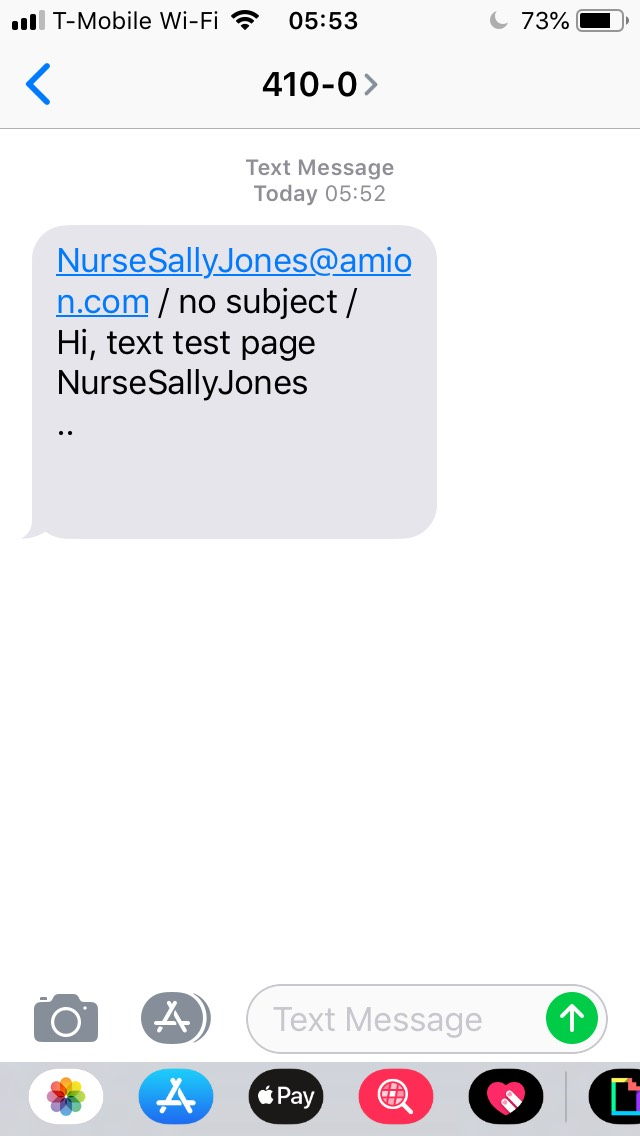 T-Mobile Wi-Fi 05:53 73%
410-0
Text Message
Today 05:52
NurseSallyJones@amio
n.com / no subject /
Hi, text test page
NurseSallyJones
..
Text Message
Pay